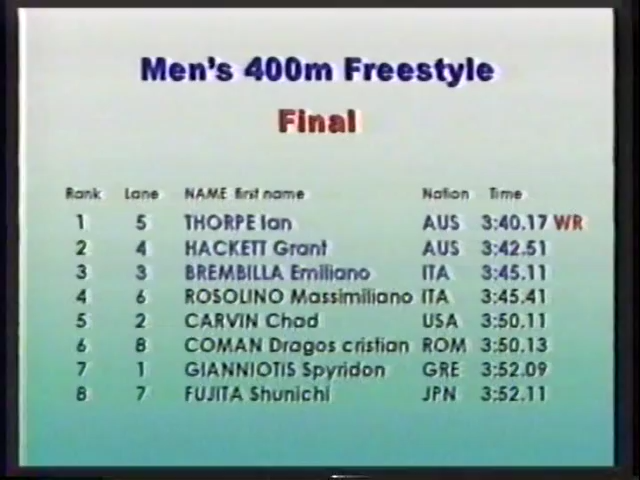 Men's 400m Freestyle
Final
Rank Lane NAME first name Nation Time
1 5 THORPE Ian AUS 3:40.17 WR
2 4 HACKETT Grant AUS 3:42.51
3 3 BREMBILLA Emiliano ITA 3:45.11
4 6 ROSOLINO Massimiliano ITA 3:45.41
5 2 CARVIN Chad USA 3:50.11
6 8 COMAN Dragos cristian ROM 3:50.13
7 1 GIANNIOTIS Spyridon GRE 3:52.09
8 7 FUJITA Shunichi JPN 3:52.11